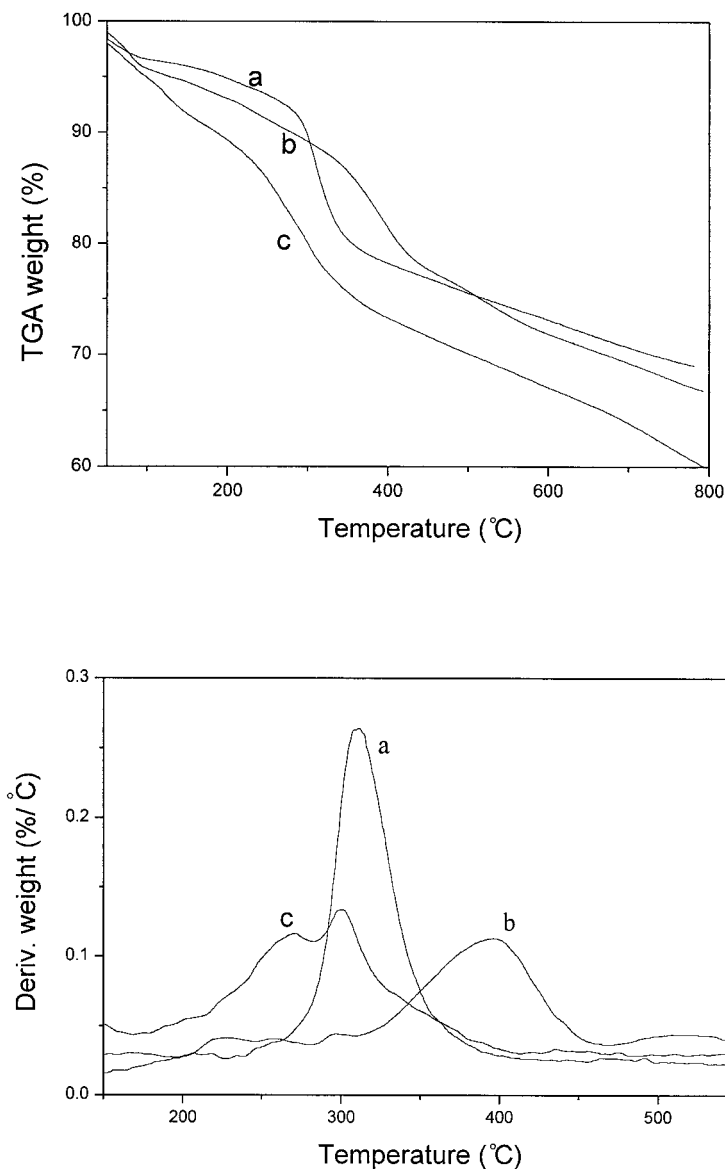 100
90
80
70
60
TGA weight (%)
a
b
c
200
400
600
800
Temperature (℃)
0.3
0.2
0.1
0.0
Deriv. weight (%/℃)
a
c
b
200
300
400
500
Temperature (℃)